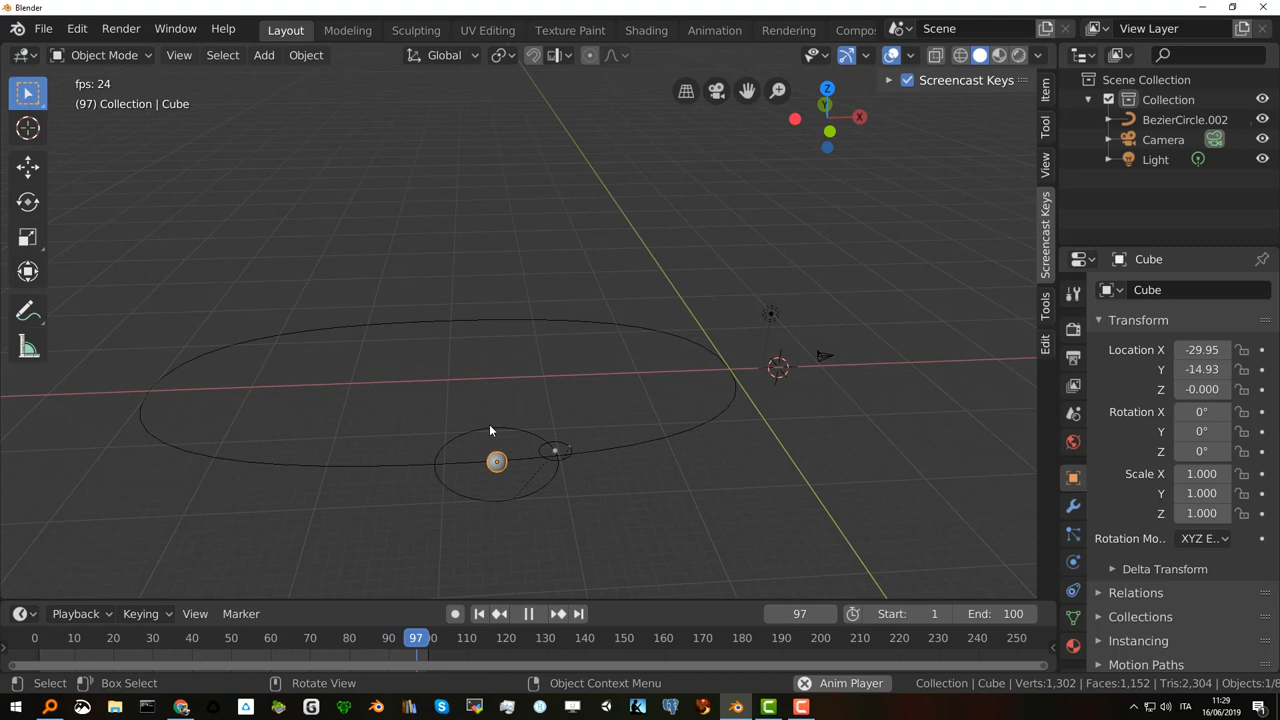 Blender
File Edit Render Window Help Layout Modeling Sculpting UV Editing Texture Paint Shading Animation Rendering Compos Scene View Layer
Object Mode View Select Add Object Global
fps: 24
(97) Collection | Cube
Screencast Keys
Z
Y
X
Item
Tool
View
Screencast Keys
Tools
Edit
Scene Collection
Collection
BezierCircle.002
Camera
Light
Cube
Cube
Transform
Location X -29.95
Y -14.93
Z -0.000
Rotation X 0°
Y 0°
Z 0°
Scale X 1.000
Y 1.000
Z 1.000
Rotation Mo.. XYZ E..
Delta Transform
Relations
Collections
Instancing
Motion Paths
Playback Keying View Marker 97 Start: 1 End: 100
0 10 20 30 40 50 60 70 80 90 97 100 110 120 130 140 150 160 170 180 190 200 210 220 230 240 250
Select Box Select Rotate View Object Context Menu Anim Player Collection | Cube | Verts:1,302 | Faces:1,152 | Tris:2,304 | Objects:1/8
ITA
11:29
16/06/2019